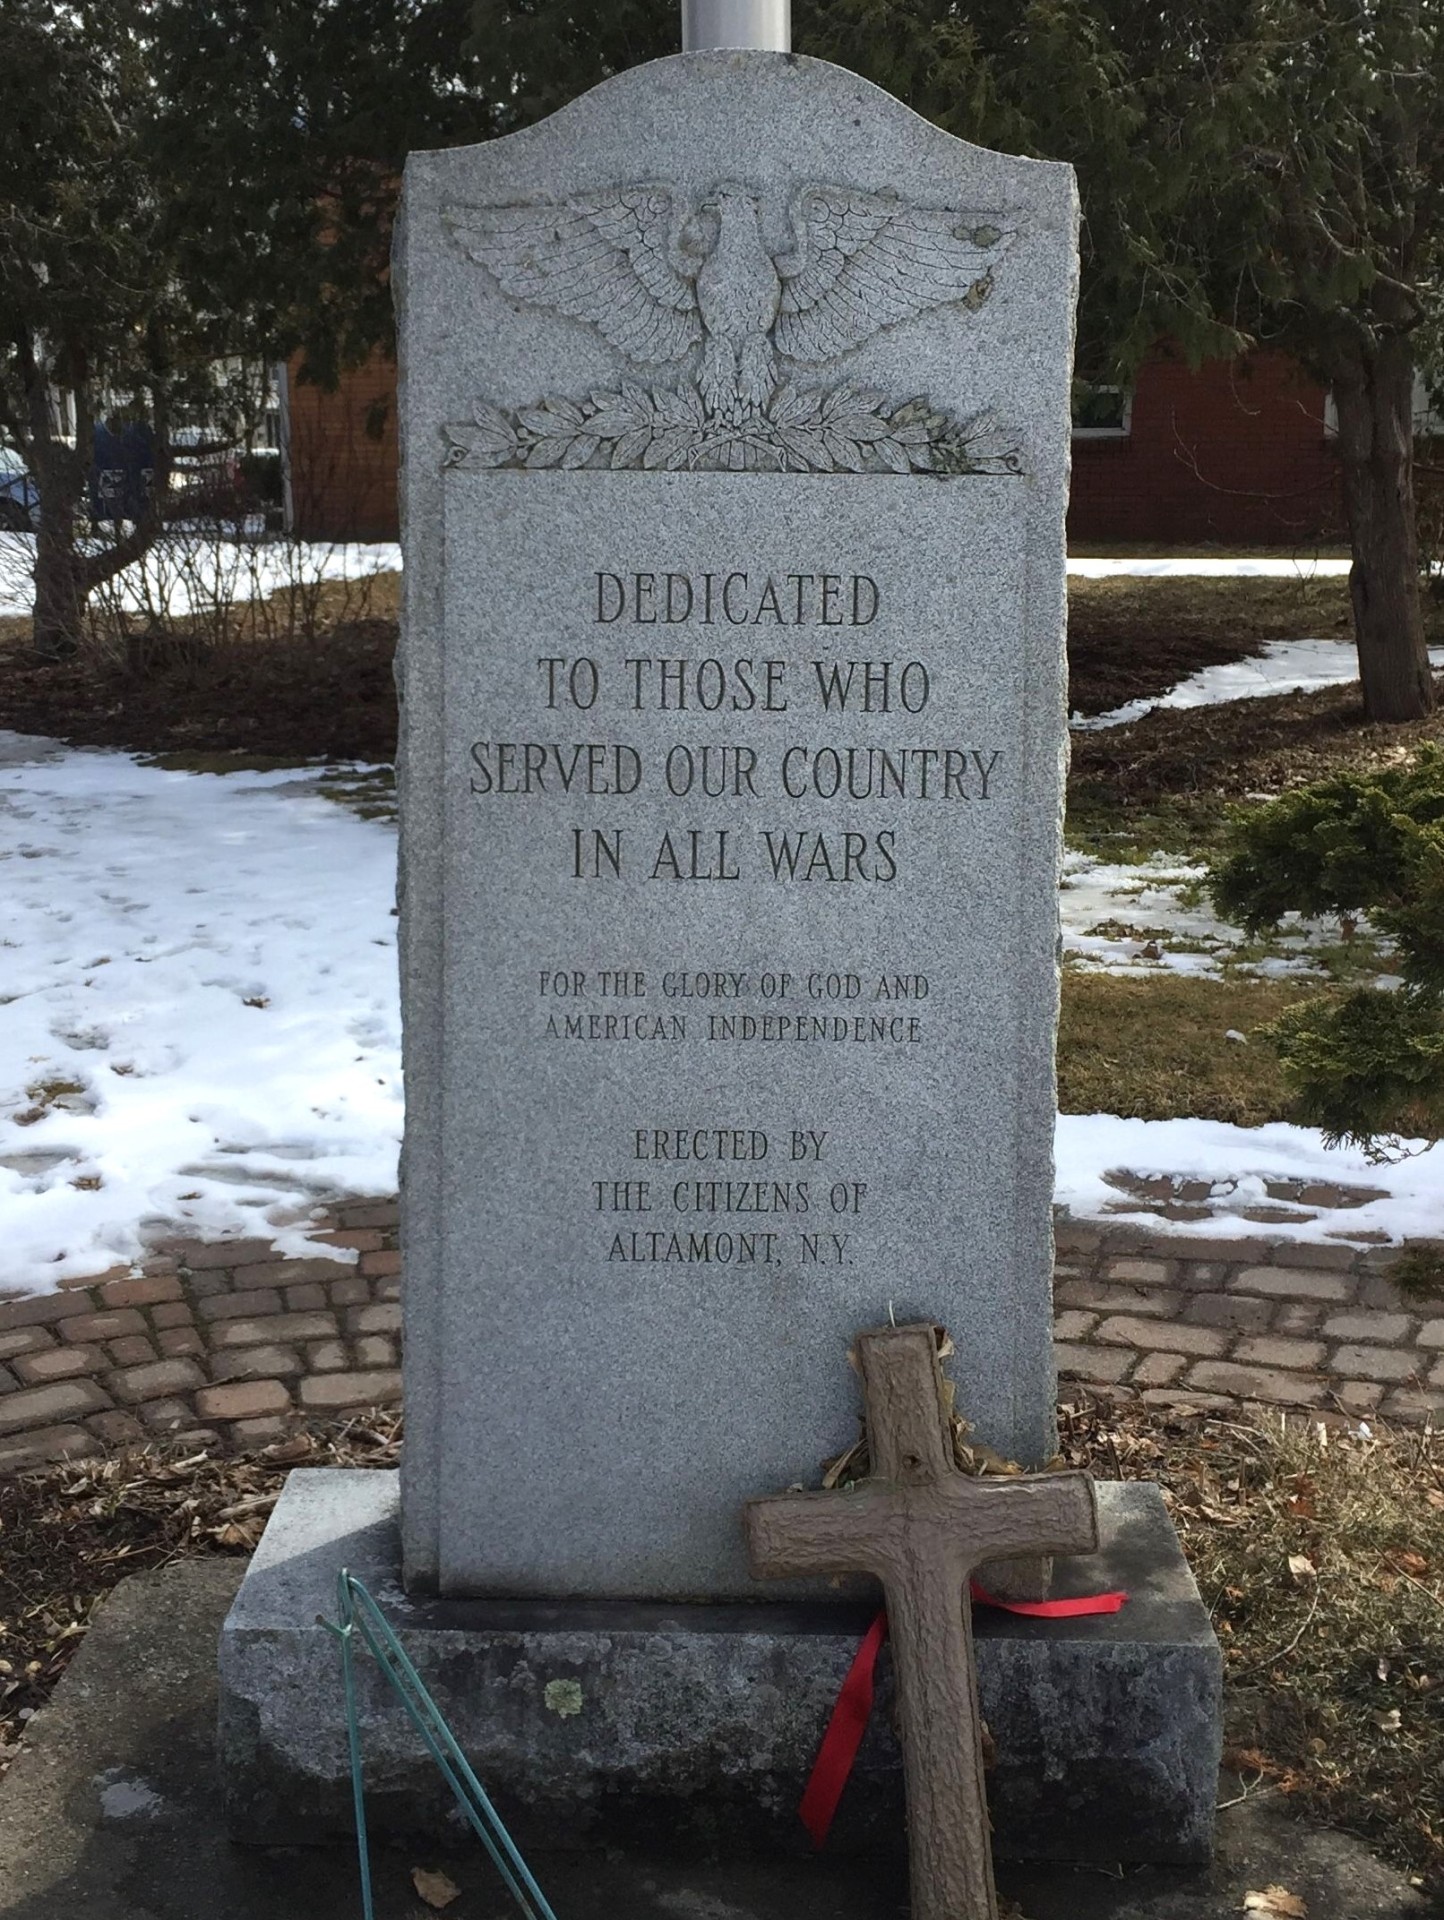 DEDICATED
TO THOSE WHO
SERVED OUR COUNTRY
IN ALL WARS
FOR THE GLORY OF GOD AND
AMERICAN INDEPENDENCE
ERECTED BY
THE CITIZENS OF
ALTAMONT, N.Y.